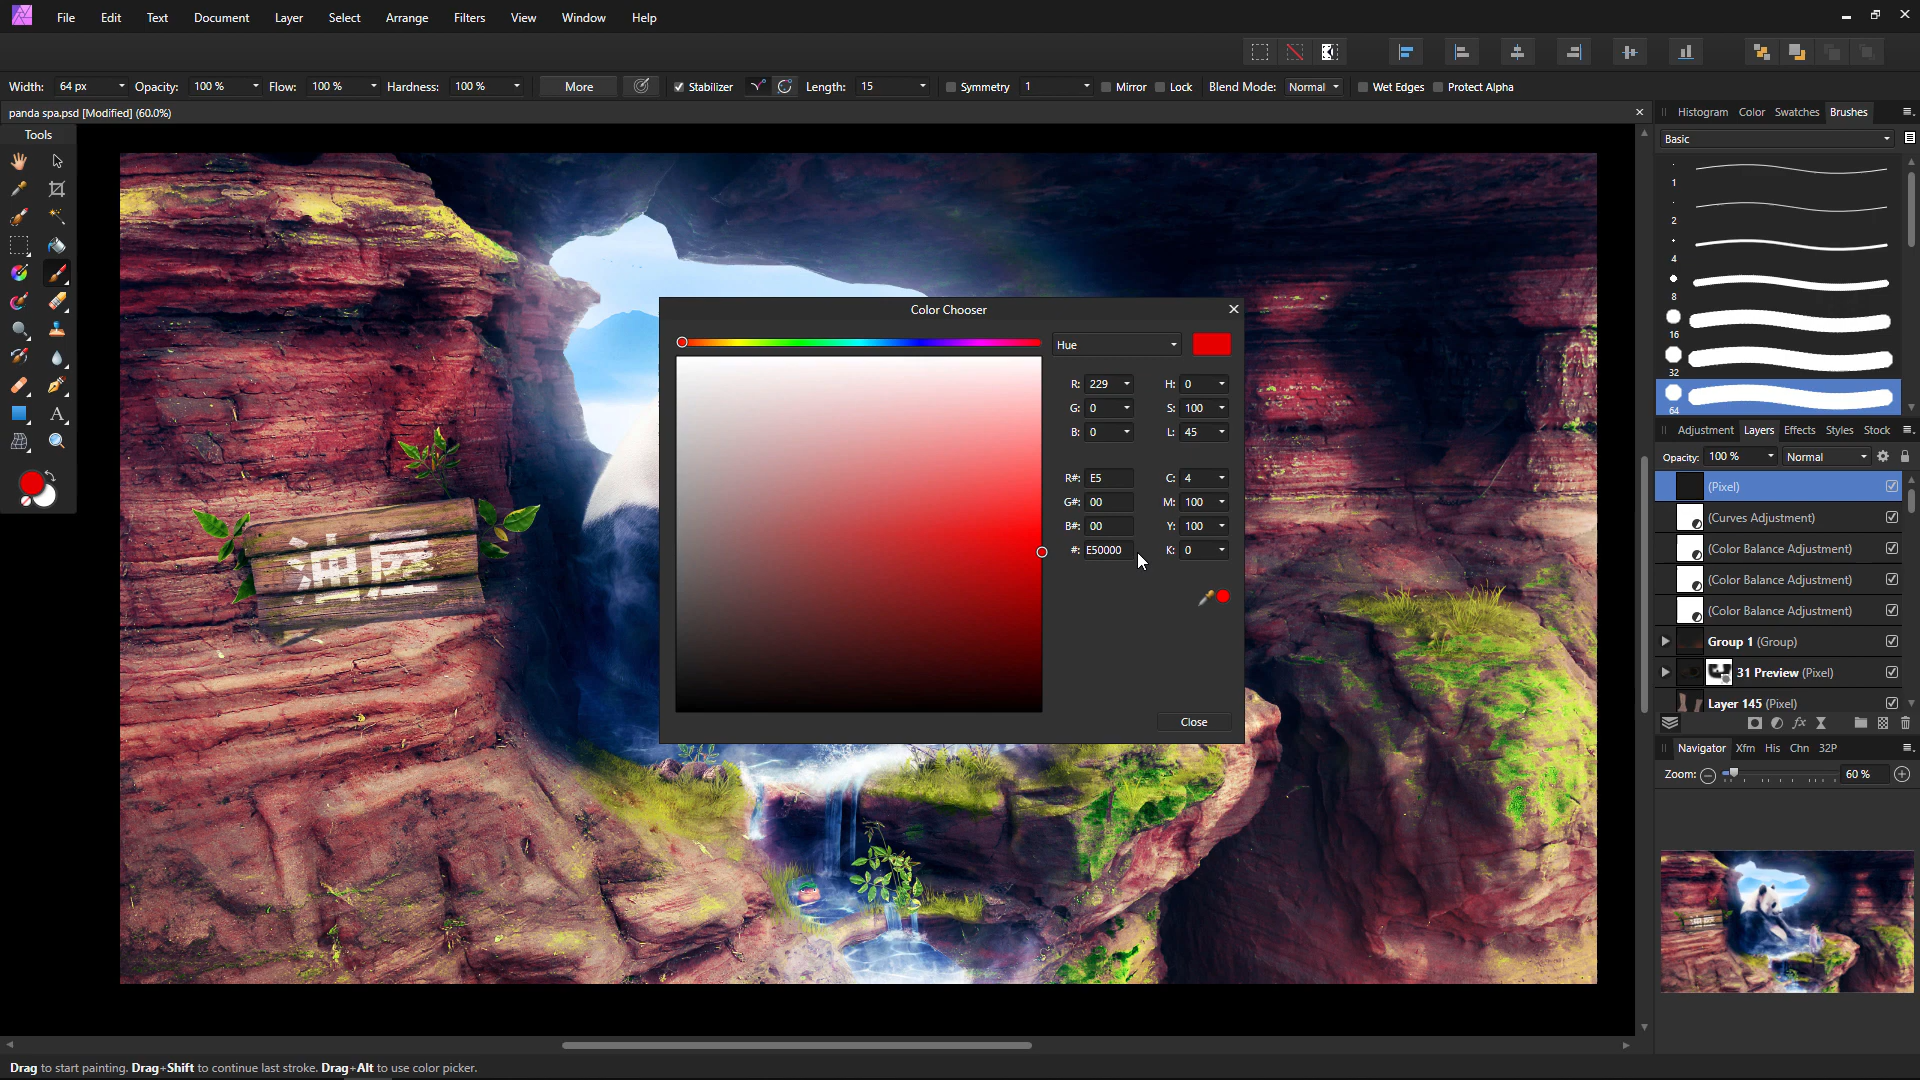 File Edit Text Document Layer Select Arrange Filters View Window Help
Width: 64 px Opacity: 100 % Flow: 100 % Hardness: 100 % More Stabilizer Length: 15 Symmetry 1 Mirror Lock Blend Mode: Normal Wet Edges Protect Alpha
panda spa.psd [Modified] (60.0%)
Histogram Color Swatches Brushes
Tools
Basic
1
2
4
8
16
32
64
Color Chooser
Hue
R: 229 H: 0
G: 0 S: 100
B: 0 L: 45
R#: E5 C: 4
G#: 00 M: 100
B#: 00 Y: 100
#: E50000 K: 0
Close
Adjustment Layers Effects Styles Stock
Opacity: 100 % Normal
(Pixel)
(Curves Adjustment)
(Color Balance Adjustment)
(Color Balance Adjustment)
(Color Balance Adjustment)
Group 1 (Group)
31 Preview (Pixel)
Layer 145 (Pixel)
fx
Navigator Xfm His Chn 32P
Zoom: 60 %
Drag to start painting. Drag+Shift to continue last stroke. Drag+Alt to use color picker.